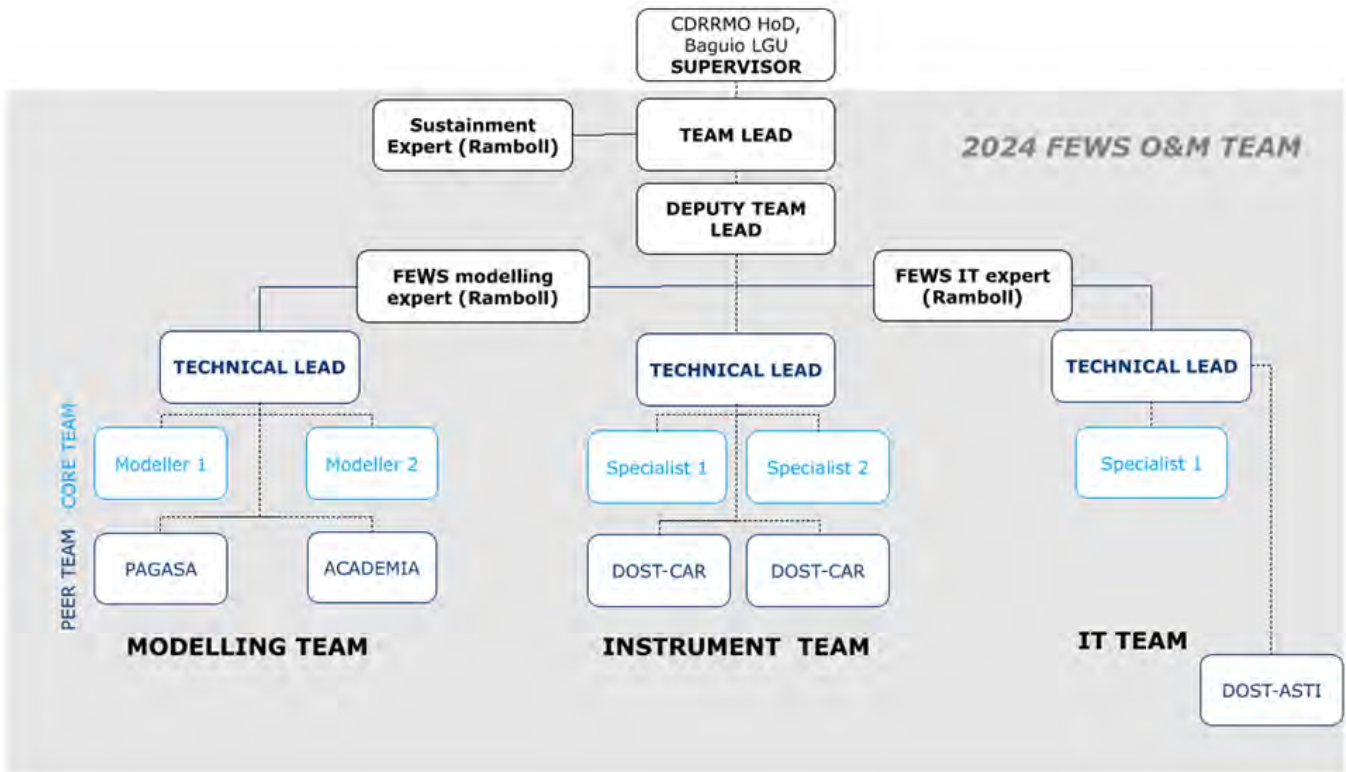 CDRRMO HoD,
Baguio LGU
SUPERVISOR
Sustainment
Expert (Ramboll)
TEAM LEAD
2024 FEWS O&M TEAM
DEPUTY TEAM
LEAD
FEWS modelling
expert (Ramboll)
FEWS IT expert
(Ramboll)
TECHNICAL LEAD
TECHNICAL LEAD
TECHNICAL LEAD
CORE TEAM
Modeller 1
Modeller 2
Specialist 1
Specialist 2
Specialist 1
PEER TEAM
PAGASA
ACADEMIA
DOST-CAR
DOST-CAR
MODELLING TEAM
INSTRUMENT TEAM
IT TEAM
DOST-ASTI